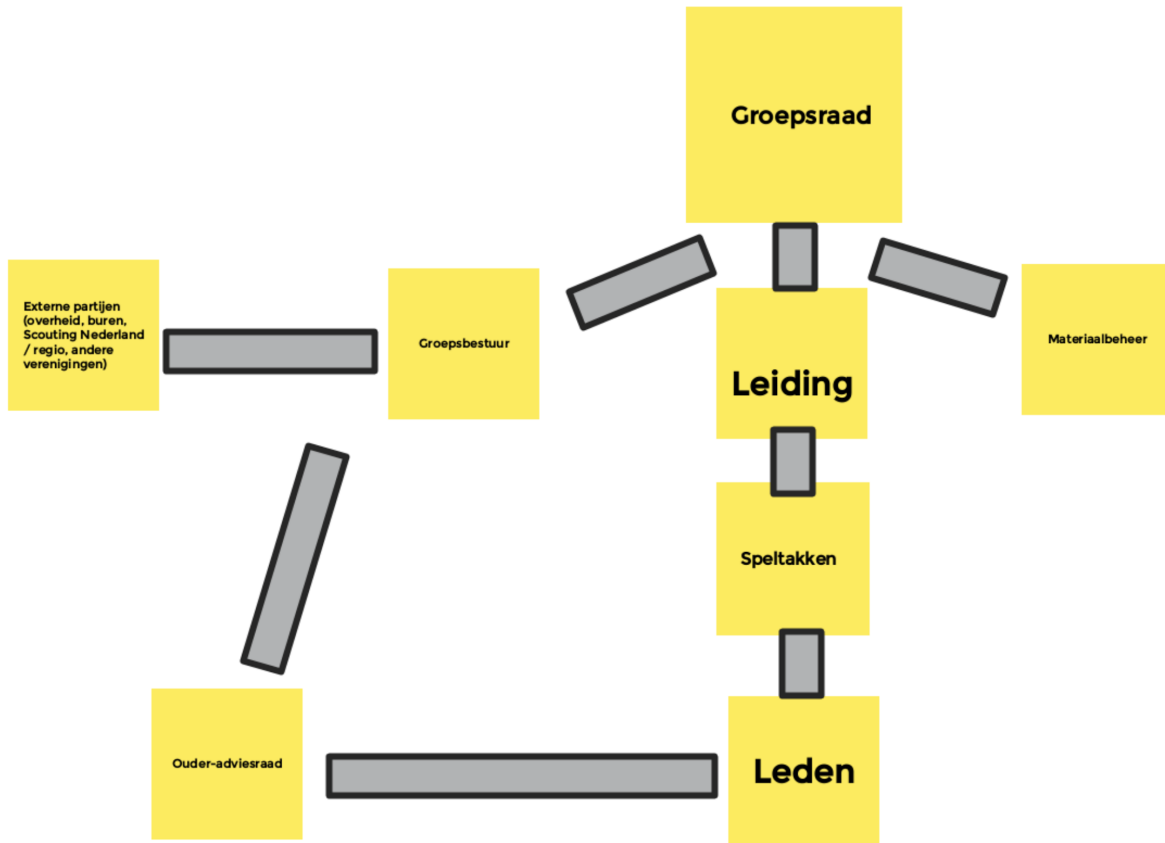 Groepsraad
Externe partijen
(overheid, buren,
Scouting Nederland
/ regio, andere
verenigingen)
Groepsbestuur
Leiding
Materiaalbeheer
Speltakken
Ouder-adviesraad
Leden